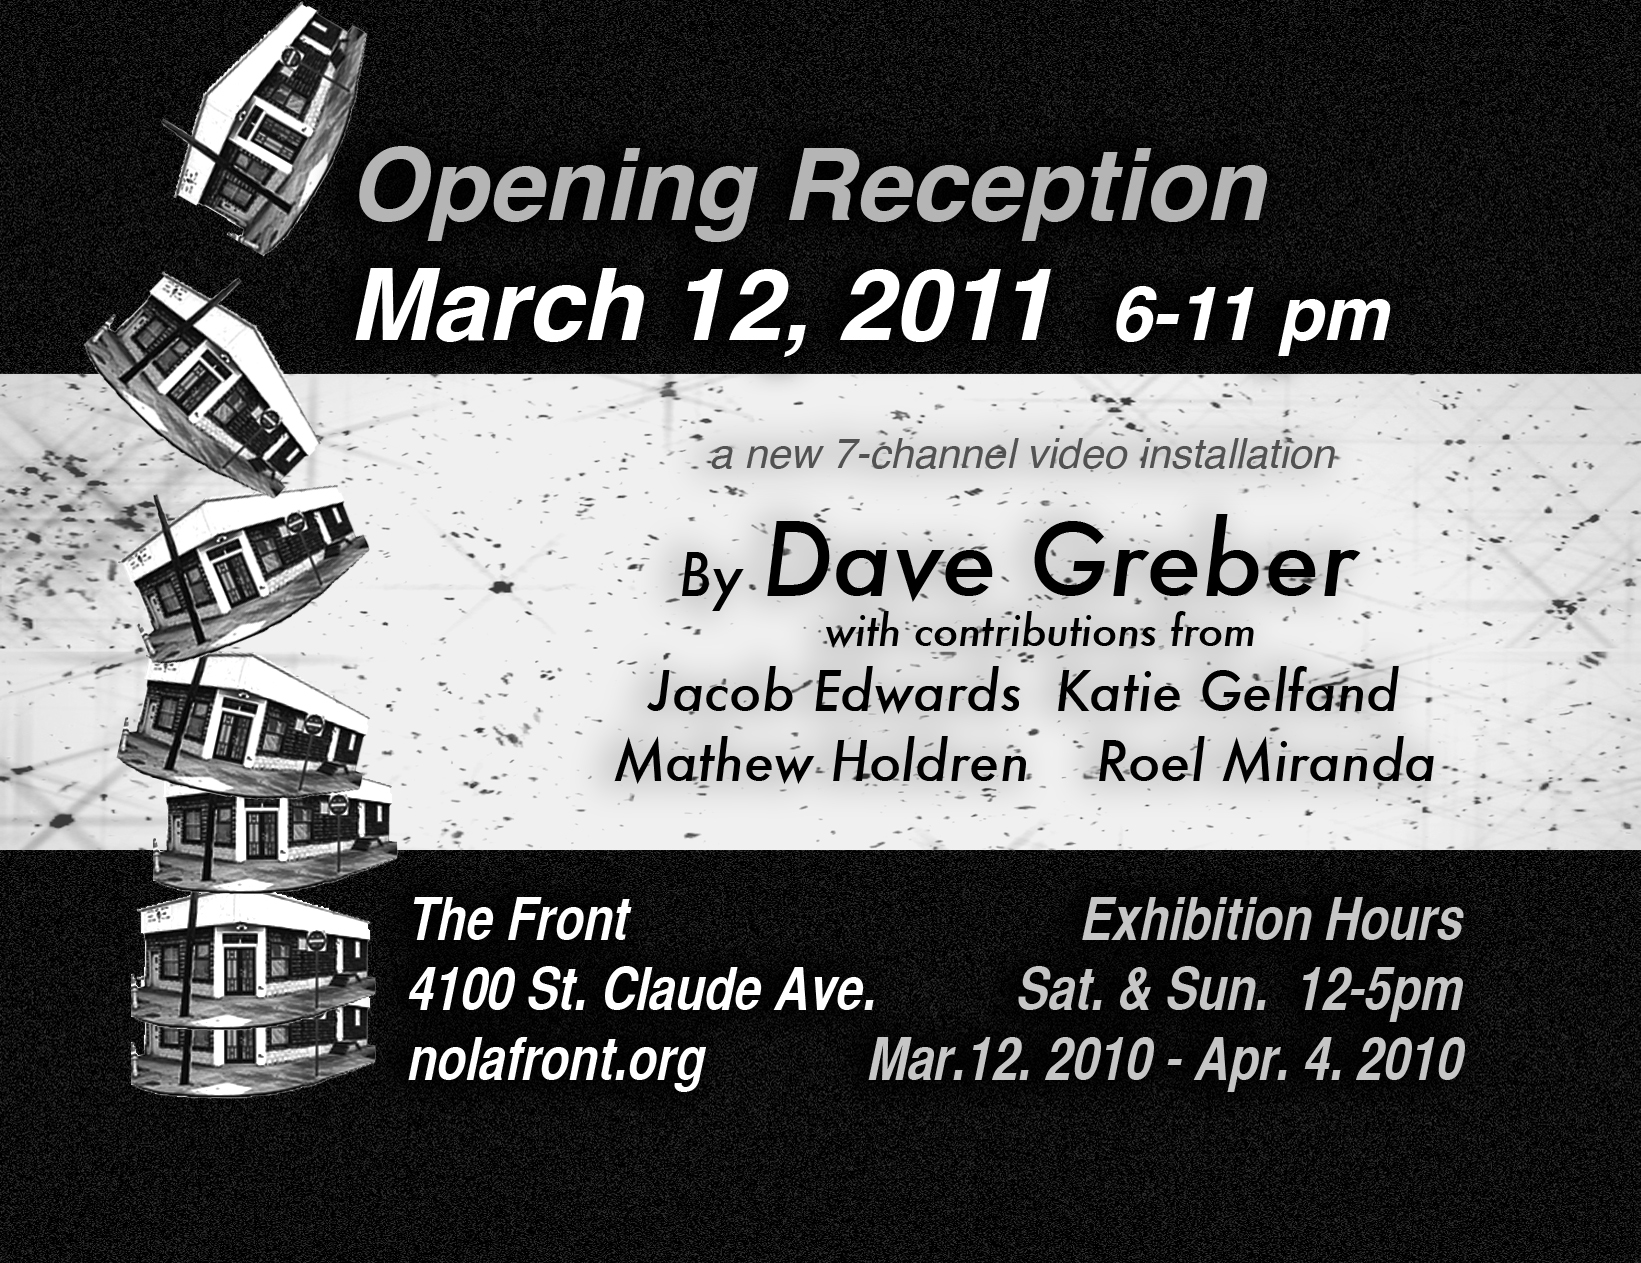 Opening Reception
March 12, 2011 6-11 pm
a new 7-channel video installation
By Dave Greber
with contributions from
Jacob Edwards Katie Gelfand
Mathew Holdren Roel Miranda
The Front
4100 St. Claude Ave.
nolafront.org
Exhibition Hours
Sat. & Sun. 12-5pm
Mar.12. 2010 - Apr. 4. 2010